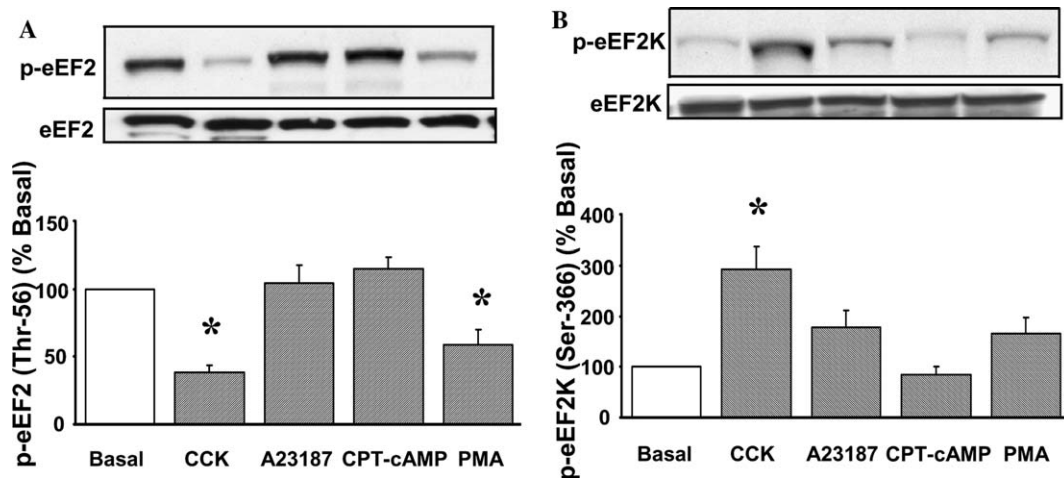 A
p-eEF2
eEF2
p-eEF2 (Thr-56) (% Basal)
150
100
50
0
*
*
Basal CCK A23187 CPT-cAMP PMA
B
p-eEF2K
eEF2K
p-eEF2K (Ser-366) (% Basal)
400
300
200
100
0
*
Basal CCK A23187 CPT-cAMP PMA